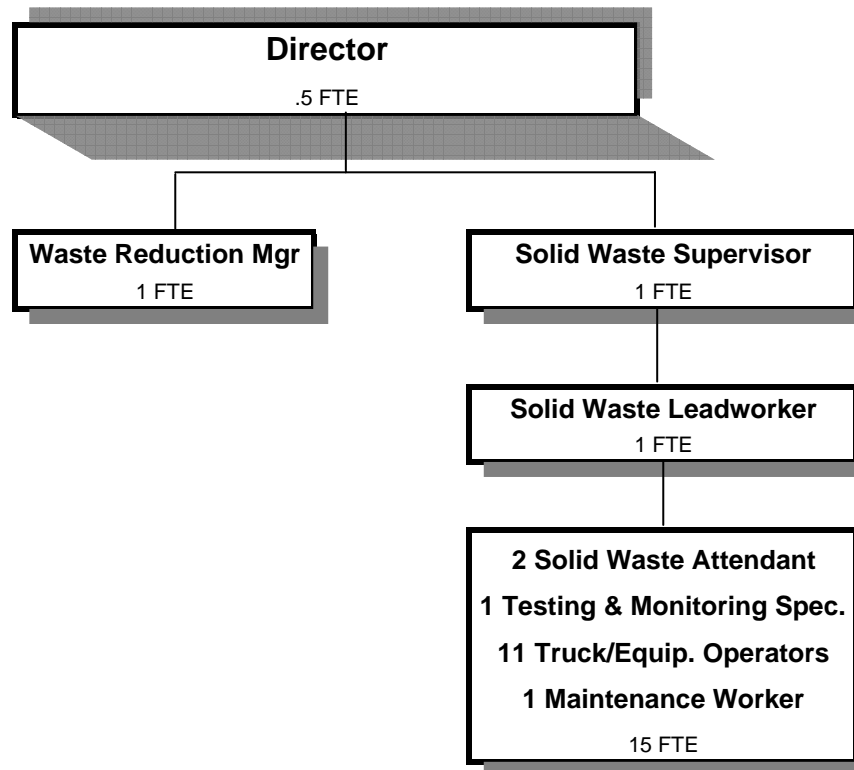 Director
.5 FTE
Waste Reduction Mgr
1 FTE
Solid Waste Supervisor
1 FTE
Solid Waste Leadworker
1 FTE
2 Solid Waste Attendant
1 Testing & Monitoring Spec.
11 Truck/Equip. Operators
1 Maintenance Worker
15 FTE